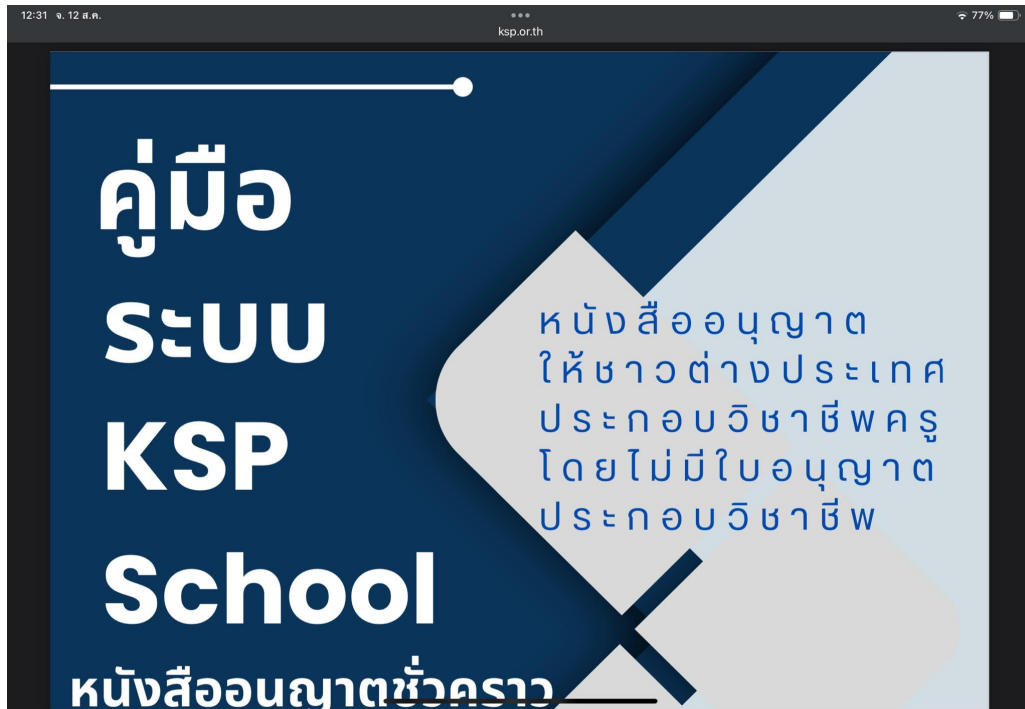 12:31 จ. 12 ส.ค.
77%
ksp.or.th
คู่มือ
ระบบ
KSP
School
หนังสืออนุญาตชั่วคราว
หนังสืออนุญาต
ให้ชาวต่างประเทศ
ประกอบวิชาชีพครู
โดยไม่มีใบอนุญาต
ประกอบวิชาชีพ